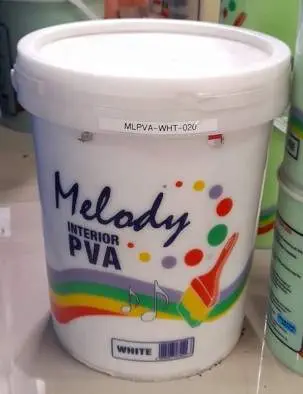 MLPVA-WHT-020
Melody
INTERIOR
PVA
WHITE